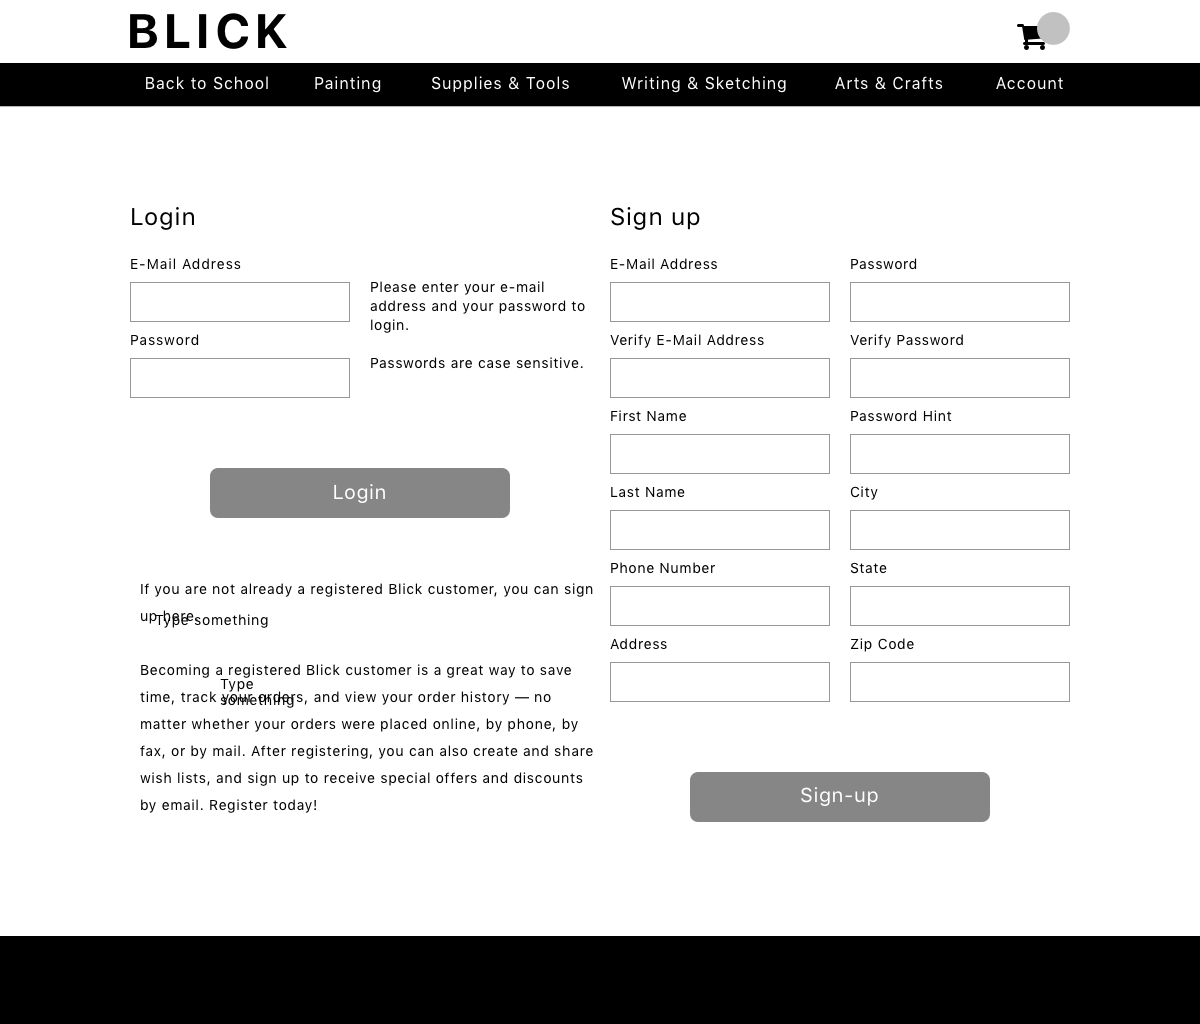 BLICK
Back to School Painting Supplies & Tools Writing & Sketching Arts & Crafts Account
Login
E-Mail Address
Please enter your e-mail
address and your password to
login.
Password
Passwords are case sensitive.
Login
If you are not already a registered Blick customer, you can sign
up here.
Type something
Becoming a registered Blick customer is a great way to save
Type
time, track your orders, and view your order history — no
something
matter whether your orders were placed online, by phone, by
fax, or by mail. After registering, you can also create and share
wish lists, and sign up to receive special offers and discounts
by email. Register today!
Sign up
E-Mail Address Password
Verify E-Mail Address Verify Password
First Name Password Hint
Last Name City
Phone Number State
Address Zip Code
Sign-up